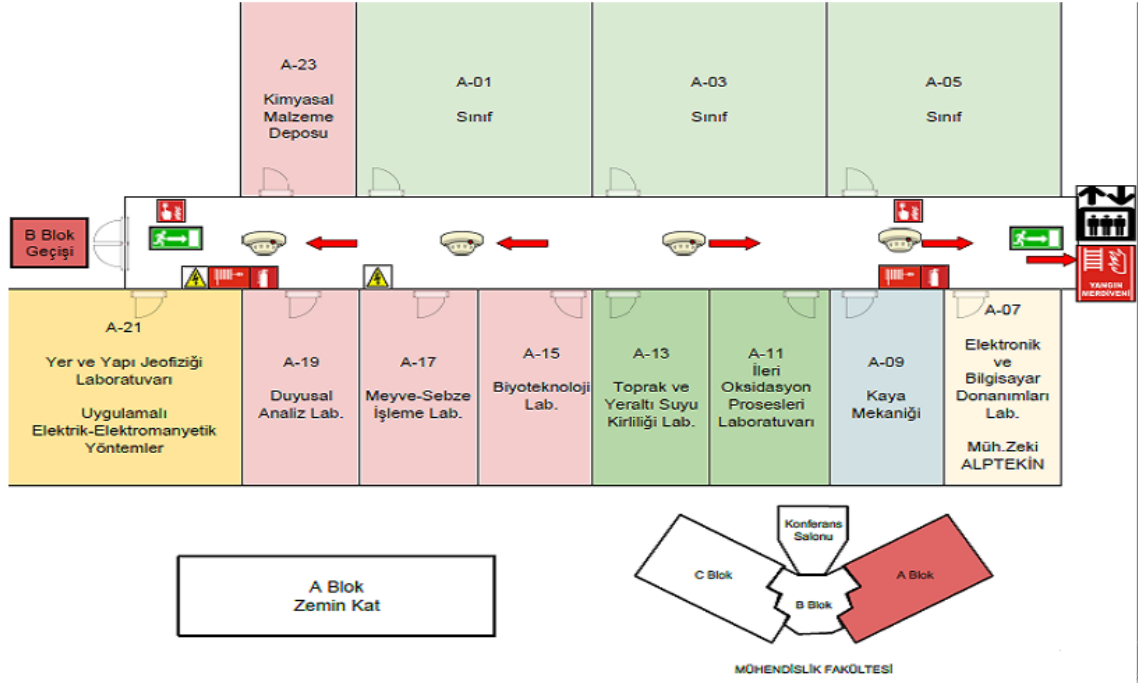 A-23
Kimyasal
Malzeme
Deposu
A-01
Sınıf
A-03
Sınıf
A-05
Sınıf
B Blok
Geçişi
YANGIN
MERDİVENİ
A-21
Yer ve Yapı Jeofiziği
Laboratuvarı
Uygulamalı
Elektrik-Elektromanyetik
Yöntemler
A-19
Duyusal
Analiz Lab.
A-17
Meyve-Sebze
İşleme Lab.
A-15
Biyoteknoloji
Lab.
A-13
Toprak ve
Yeraltı Suyu
Kirliliği Lab.
A-11
İleri
Oksidasyon
Prosesleri
Laboratuvarı
A-09
Kaya
Mekaniği
A-07
Elektronik
ve
Bilgisayar
Donanımları
Lab.
Müh.Zeki
ALPTEKİN
A Blok
Zemin Kat
Konferans
Salonu
C Blok
B Blok
A Blok
MÜHENDİSLİK FAKÜLTESİ